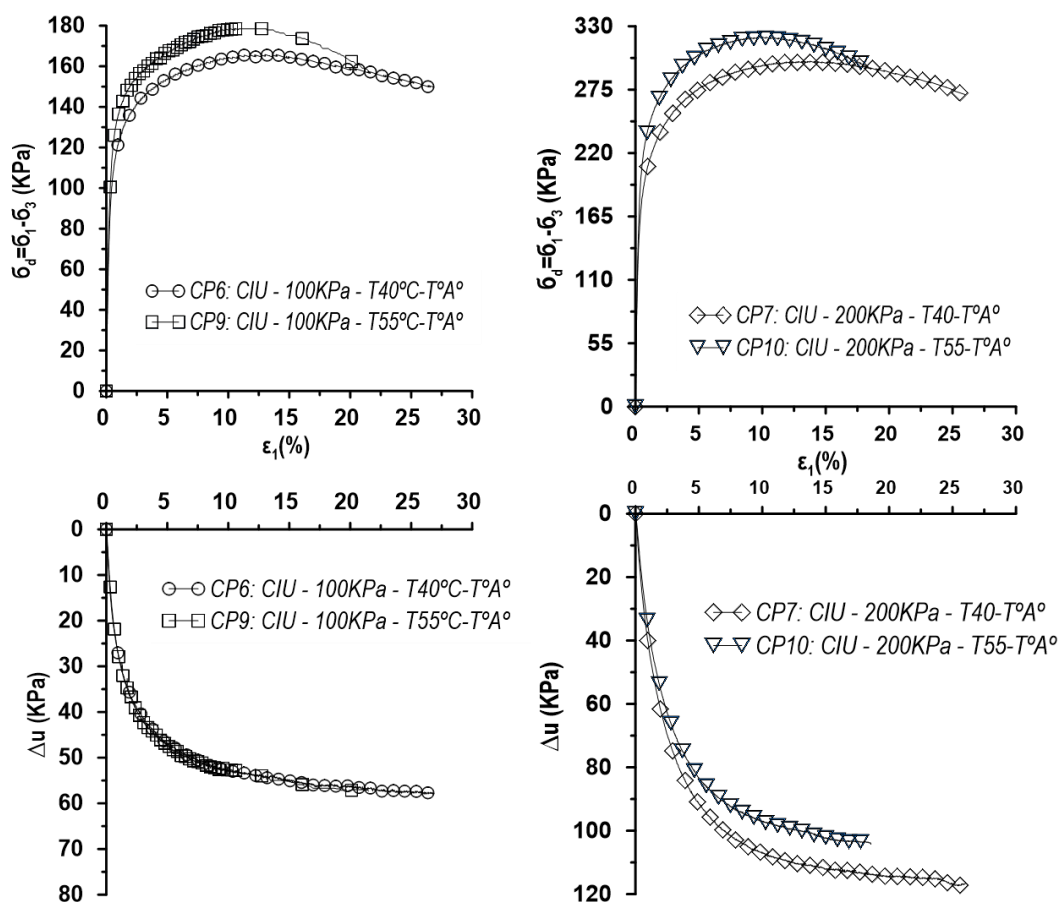 180
160
140
120
100
80
60
40
20
0
б_d=б_1-б_3 (KPa)
CP6: CIU - 100KPa - T40ºC-TºAº
CP9: CIU - 100KPa - T55ºC-TºAº
0 5 10 15 20 25 30
ε_1(%)
330
275
220
165
110
55
0
б_d=б_1-б_3 (KPa)
CP7: CIU - 200KPa - T40-TºAº
CP10: CIU - 200KPa - T55-TºAº
0 5 10 15 20 25 30
ε_1(%)
0 5 10 15 20 25 30
0
10
20
30
40
50
60
70
80
Δu (KPa)
CP6: CIU - 100KPa - T40ºC-TºAº
CP9: CIU - 100KPa - T55ºC-TºAº
0 5 10 15 20 25 30
0
20
40
60
80
100
120
Δu (KPa)
CP7: CIU - 200KPa - T40-TºAº
CP10: CIU - 200KPa - T55-TºAº